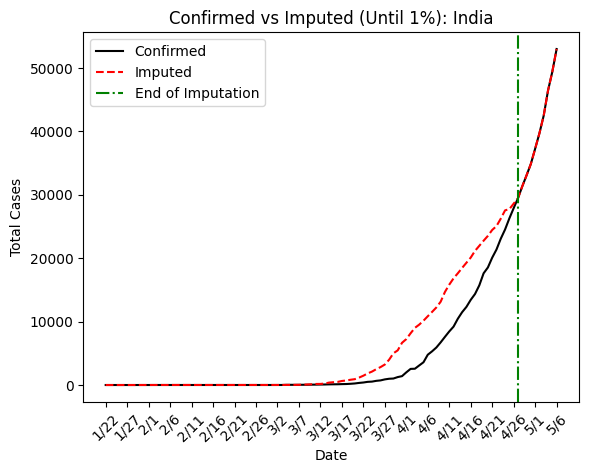 Confirmed vs Imputed (Until 1%): India
Confirmed
Imputed
End of Imputation
Total Cases
50000
40000
30000
20000
10000
0
1/22 1/27 2/1 2/6 2/11 2/16 2/21 2/26 3/2 3/7 3/12 3/17 3/22 3/27 4/1 4/6 4/11 4/16 4/21 4/26 5/1 5/6
Date